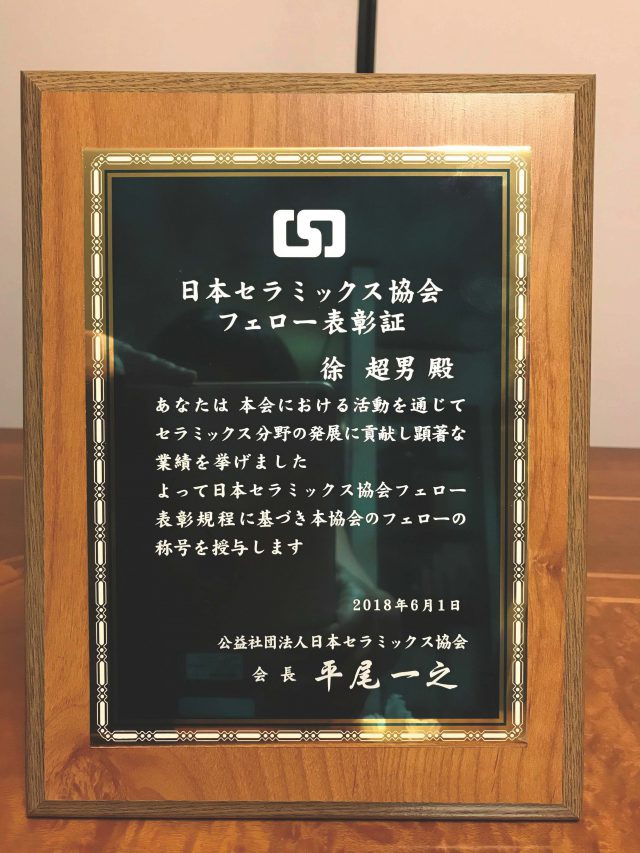 日本セラミックス協会
フェロー表彰証
徐 超男 殿
あなたは 本会における活動を通じて
セラミックス分野の発展に貢献し顕著な
業績を挙げました
よって日本セラミックス協会フェロー
表彰規程に基づき本協会のフェローの
称号を授与します
2018年6月1日
公益社団法人日本セラミックス協会
会 長 平尾一之